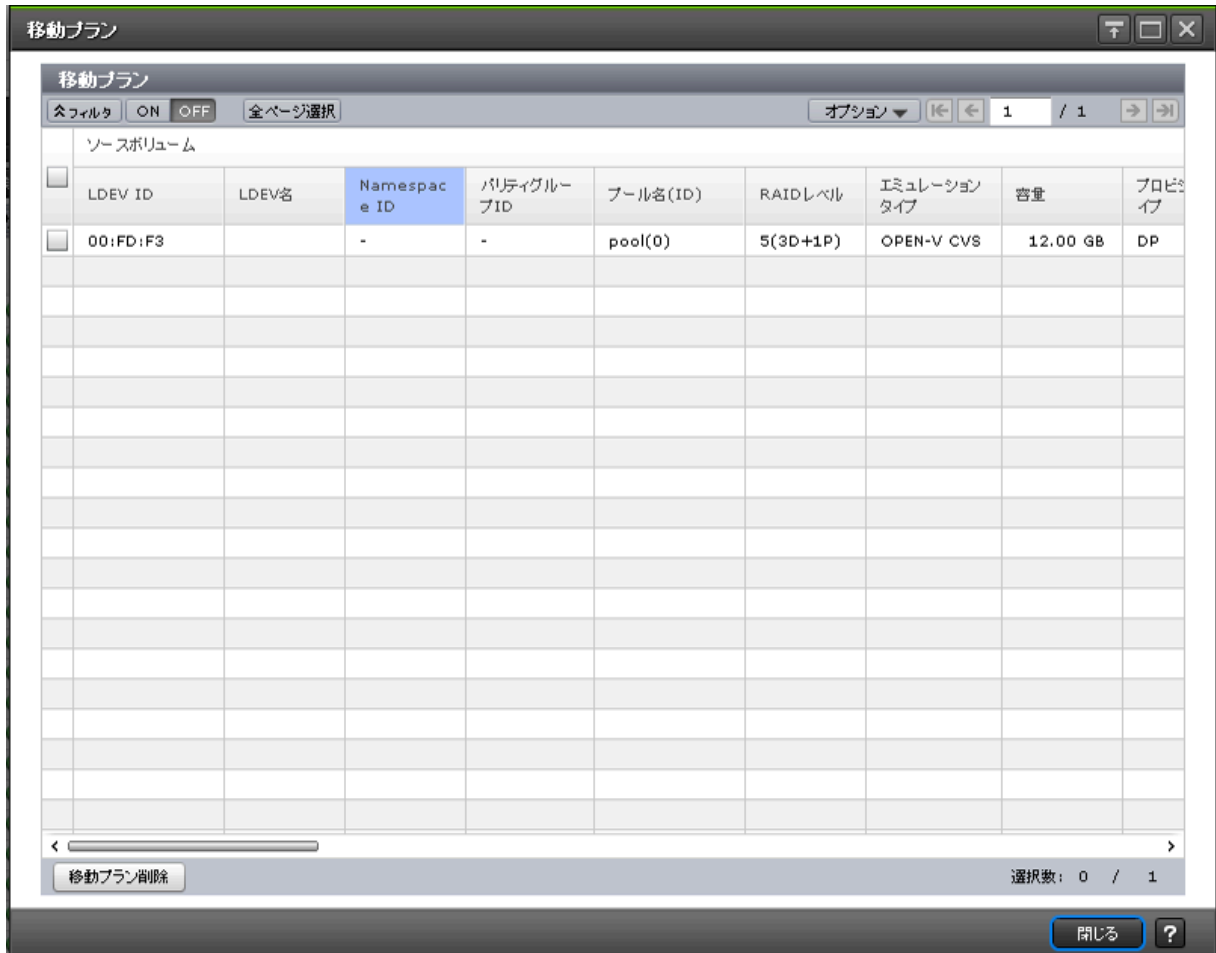 移動プラン
移動プラン
フィルタ ON OFF 全ページ選択 オプション 1 / 1
ソースボリューム
LDEV ID LDEV名 Namespac パリティグルー プール名(ID) RAIDレベル エミュレーション 容量
e ID プID タイプ イプ
00:FD:F3 - - pool(0) 5(3D+1P) OPEN-V CVS 12.00 GB DP
移動プラン削除 選択数: 0 / 1
閉じる ?